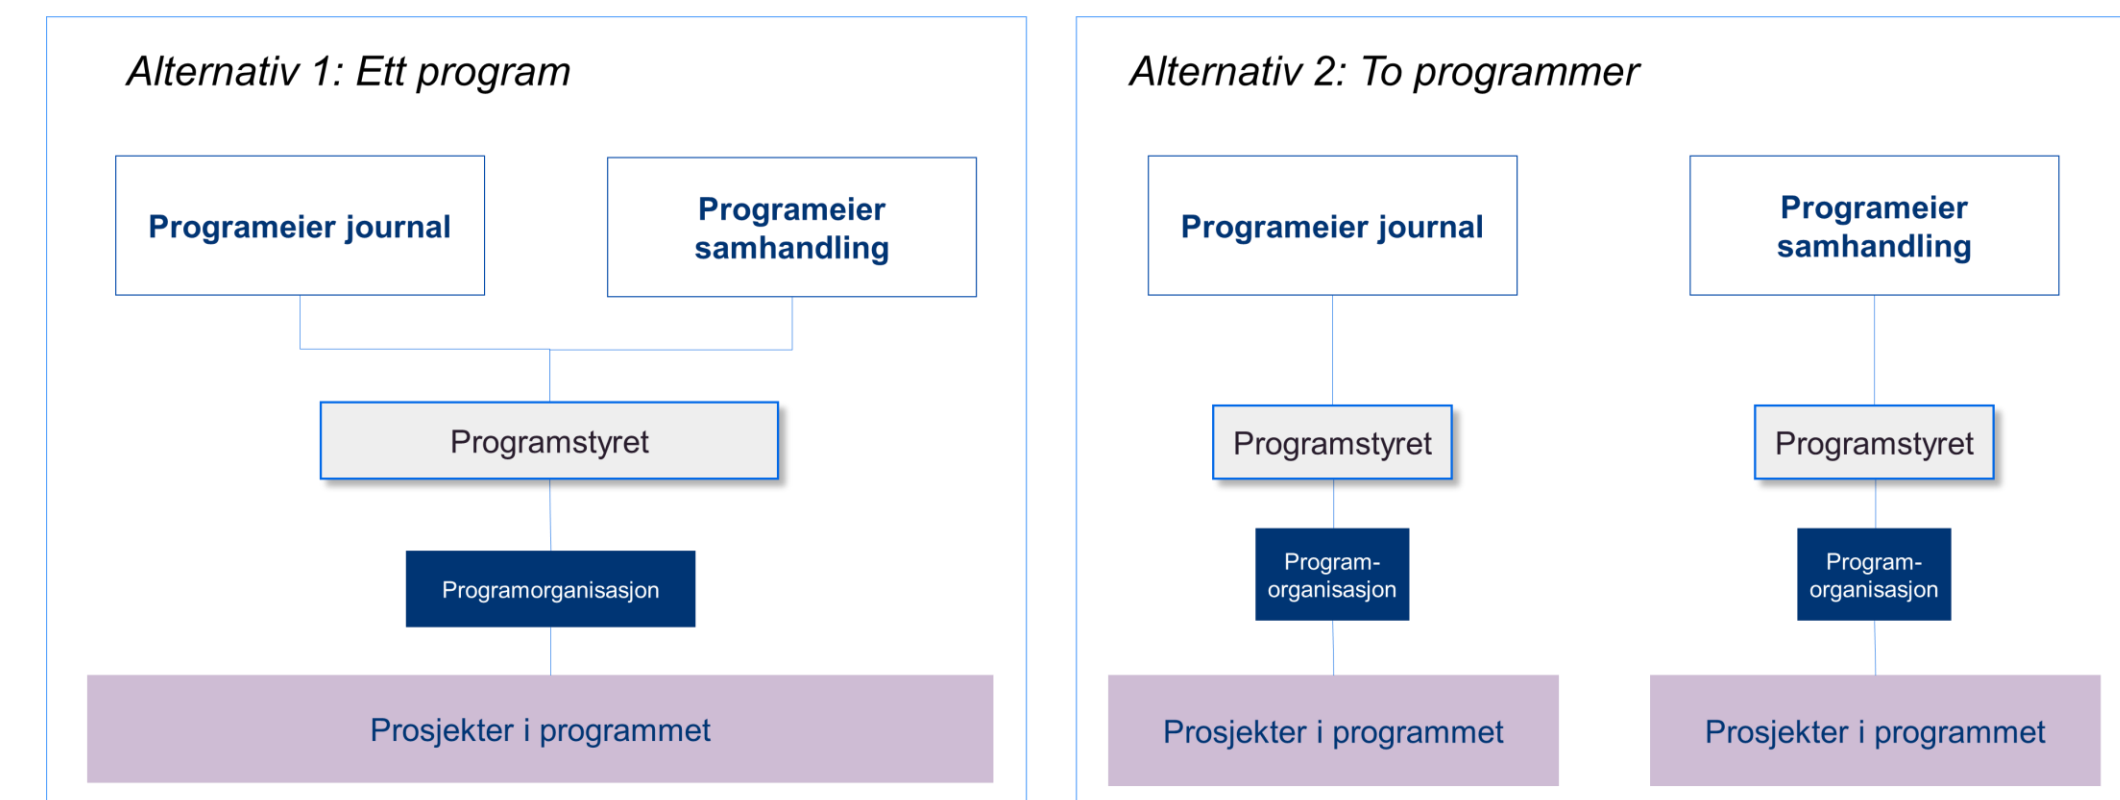 Alternativ 1: Ett program
Programeier journal
Programeier
samhandling
Programstyret
Programorganisasjon
Prosjekter i programmet
Alternativ 2: To programmer
Programeier journal
Programeier
samhandling
Programstyret
Programstyret
Program-
organisasjon
Program-
organisasjon
Prosjekter i programmet
Prosjekter i programmet